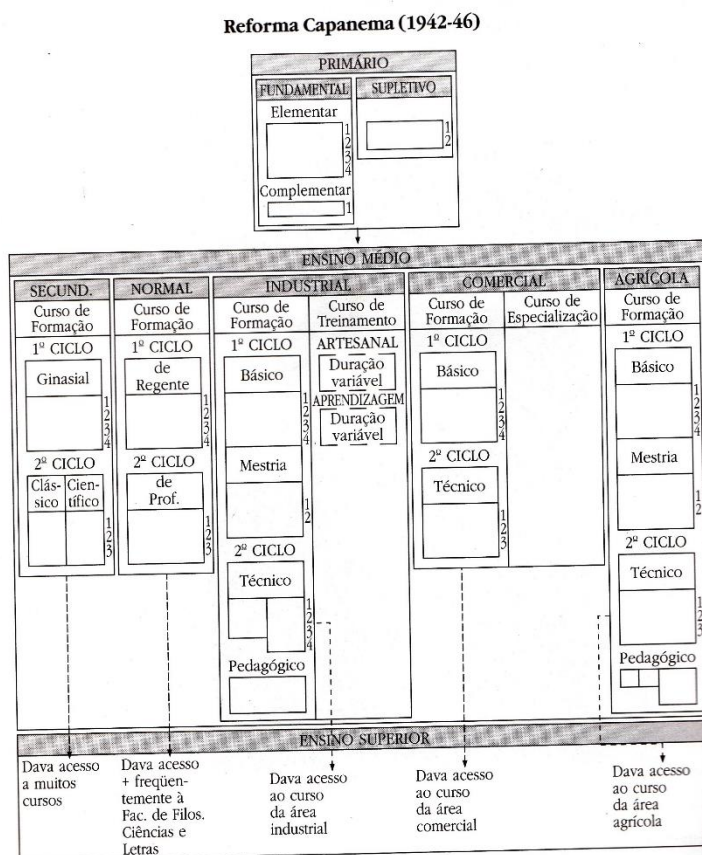 Reforma Capanema (1942-46)
PRIMÁRIO
FUNDAMENTAL
Elementar
1
2
3
4
Complementar
1
SUPLETIVO
1
2
ENSINO MÉDIO
SECUND.
Curso de
Formação
1º CICLO
Ginasial
1
2
3
4
2º CICLO
Clás-
sico
Cien-
tífico
1
2
3
NORMAL
Curso de
Formação
1º CICLO
de
Regente
1
2
3
4
2º CICLO
de
Prof.
1
2
3
INDUSTRIAL
Curso de
Formação
1º CICLO
Básico
1
2
3
4
Mestria
1
2
2º CICLO
Técnico
1
2
3
4
Pedagógico
Curso de
Treinamento
ARTESANAL
Duração
variável
APRENDIZAGEM
Duração
variável
COMERCIAL
Curso de
Formação
1º CICLO
Básico
1
2
3
4
2º CICLO
Técnico
1
2
3
Curso de
Especialização
AGRÍCOLA
Curso de
Formação
1º CICLO
Básico
1
2
3
4
Mestria
1
2
2º CICLO
Técnico
1
2
3
Pedagógico
ENSINO SUPERIOR
Dava acesso
a muitos
cursos
Dava acesso
+ freqüen-
temente à
Fac. de Filos.
Ciências e
Letras
Dava acesso
ao curso
da área
industrial
Dava acesso
ao curso
da área
comercial
Dava acesso
ao curso
da área
agrícola